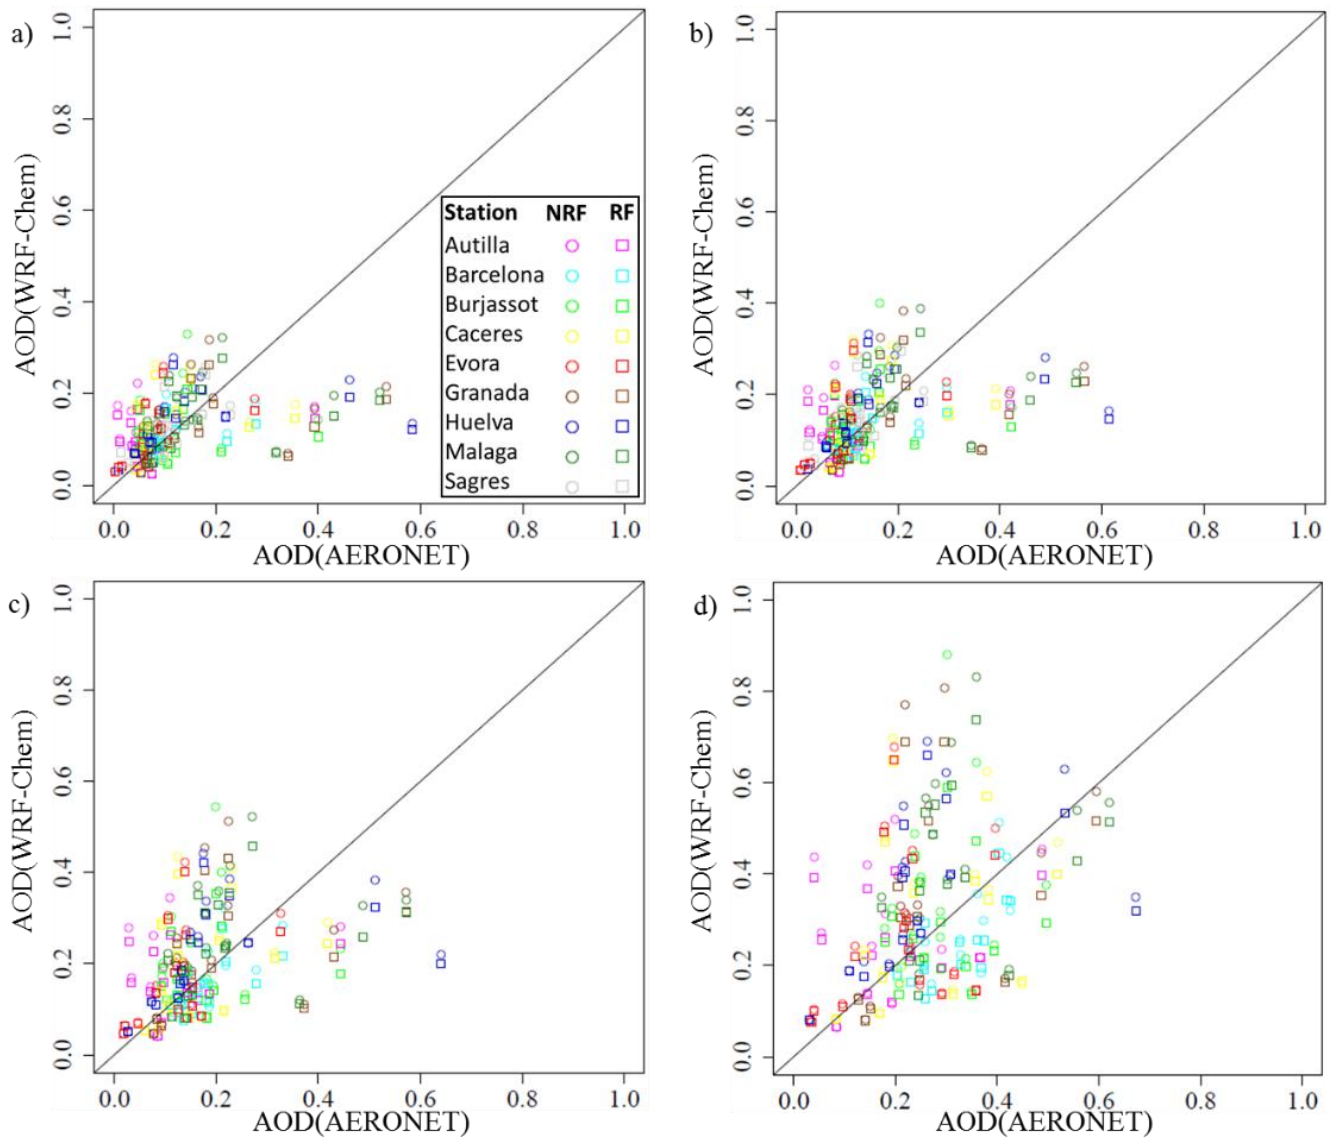 a)
1.0
0.8
0.6
0.4
0.2
0.0
AOD(WRF-Chem)
Station NRF RF
Autilla
Barcelona
Burjassot
Caceres
Evora
Granada
Huelva
Malaga
Sagres
0.0 0.2 0.4 0.6 0.8 1.0
AOD(AERONET)
b)
1.0
0.8
0.6
0.4
0.2
0.0
AOD(WRF-Chem)
0.0 0.2 0.4 0.6 0.8 1.0
AOD(AERONET)
c)
1.0
0.8
0.6
0.4
0.2
0.0
AOD(WRF-Chem)
0.0 0.2 0.4 0.6 0.8 1.0
AOD(AERONET)
d)
1.0
0.8
0.6
0.4
0.2
0.0
AOD(WRF-Chem)
0.0 0.2 0.4 0.6 0.8 1.0
AOD(AERONET)